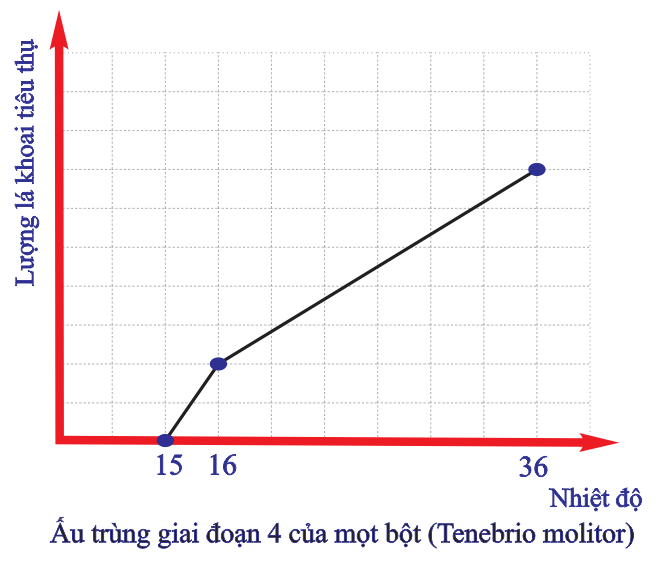 Lượng lá khoai tiêu thụ
15 16 36
Nhiệt độ
Ấu trùng giai đoạn 4 của mọt bột (Tenebrio molitor)